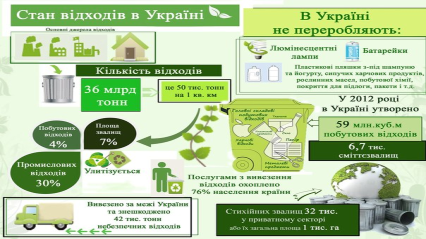 Стан відходів в Україні
Основні джерела відходів
Кількість відходів
36 млрд
тонн
це 50 тис. тонн
на 1 кв. км
Побутових
відходів
4%
Площа
звалищ
7%
Промислових
відходів
30%
Утилізується
Вивезено за межі України
та знешкоджено
42 тис. тонн
небезпечних відходів
Послугами з вивезення
відходів охоплено
76% населення країни
В Україні
не переробляють:
Люмінесцентні
лампи
Батарейки
Пластикові пляшки з-під шампуню
та йогурту, сипучих харчових продуктів,
рослинних масел, побутової хімії,
покриття для підлоги, пакети і т.д.
У 2012 році
в Україні утворено
59 млн.куб.м
побутових відходів
6,7 тис.
сміттєзвалищ
Стихійних звалищ 32 тис.
у приватному секторі
або їх загальна площа 1 тис. га